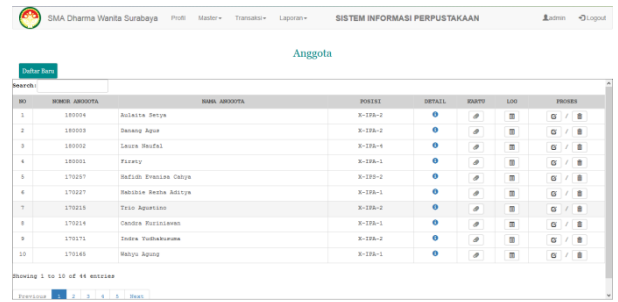 SMA Dharma Wanita Surabaya Profil Master Transaksi Laporan SISTEM INFORMASI PERPUSTAKAAN admin Logout
Anggota
Daftar Baru
Search:
NO NOMOR ANGGOTA NAMA ANGGOTA POSISI DETAIL KARTU LOG PROSES
1 180004 Aulaita Setya X-IPA-2 /
2 180003 Danang Agus X-IPA-2 /
3 180002 Laura Naufal X-IPA-4 /
4 180001 Firsty X-IPA-1 /
5 170257 Hafidh Evanisa Cahya X-IPS-2 /
6 170227 Habibie Rezha Aditya X-IPA-1 /
7 170215 Trio Agustino X-IPA-2 /
8 170214 Candra Kurniawan X-IPA-1 /
9 170171 Indra Yudhakusuma X-IPA-2 /
10 170165 Wahyu Agung X-IPA-1 /
Showing 1 to 10 of 44 entries
Previous 1 2 3 4 5 Next